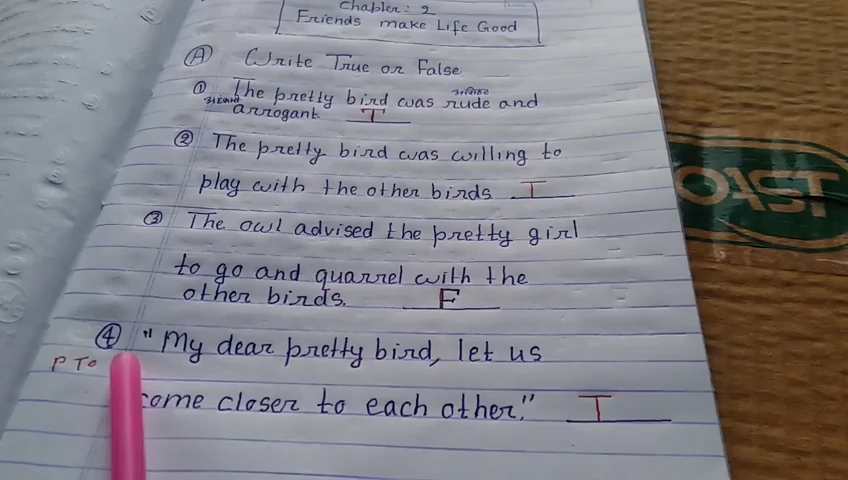 Chapter: 2
Friends make Life Good
Ⓐ Write True or False
① The pretty bird was rude and
arrogant. T
② The pretty bird was willing to
play with the other birds T
③ The owl advised the pretty girl
to go and quarrel with the
other birds. F
④ "My dear pretty bird, let us
P To
come closer to each other." T
OAST